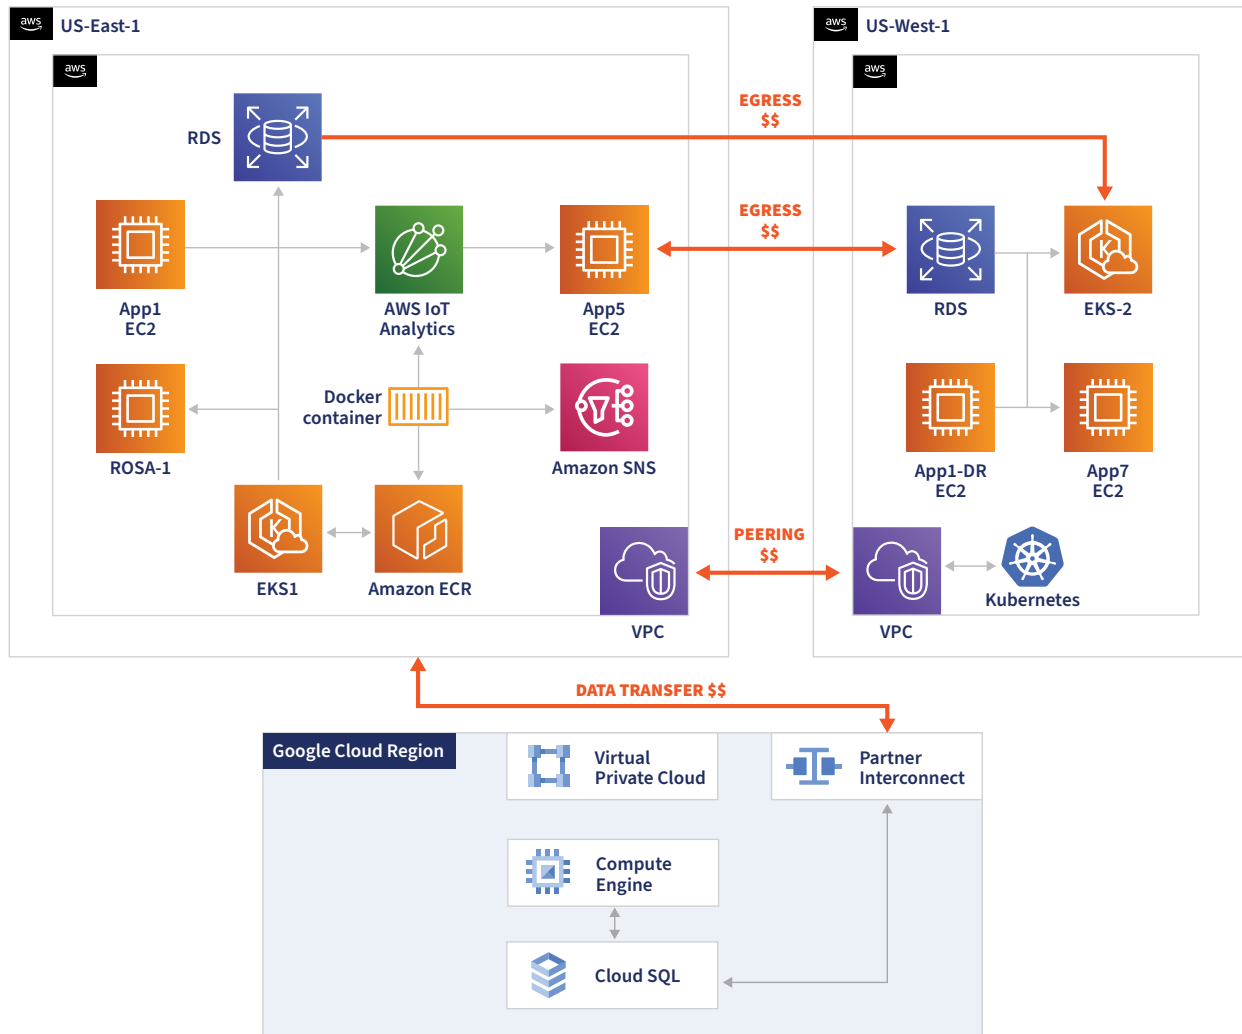 aws
US-East-1
aws
RDS
App1
EC2
AWS IoT
Analytics
App5
EC2
ROSA-1
Docker
container
Amazon SNS
EKS1
Amazon ECR
VPC
EGRESS
$$
EGRESS
$$
PEERING
$$
aws
US-West-1
aws
RDS
EKS-2
App1-DR
EC2
App7
EC2
VPC
Kubernetes
DATA TRANSFER $$
Google Cloud Region
Virtual
Private Cloud
Partner
Interconnect
Compute
Engine
Cloud SQL